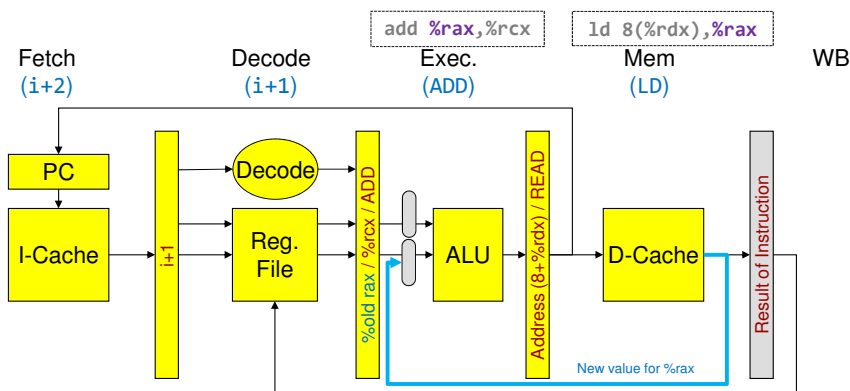 add %rax,%rcx
ld 8(%rdx),%rax
Fetch
(i+2)
Decode
(i+1)
Exec.
(ADD)
Mem
(LD)
WB
PC
I-Cache
i+1
Decode
Reg.
File
%old rax / %rcx / ADD
ALU
Address (8+%rdx) / READ
D-Cache
Result of Instruction
New value for %rax